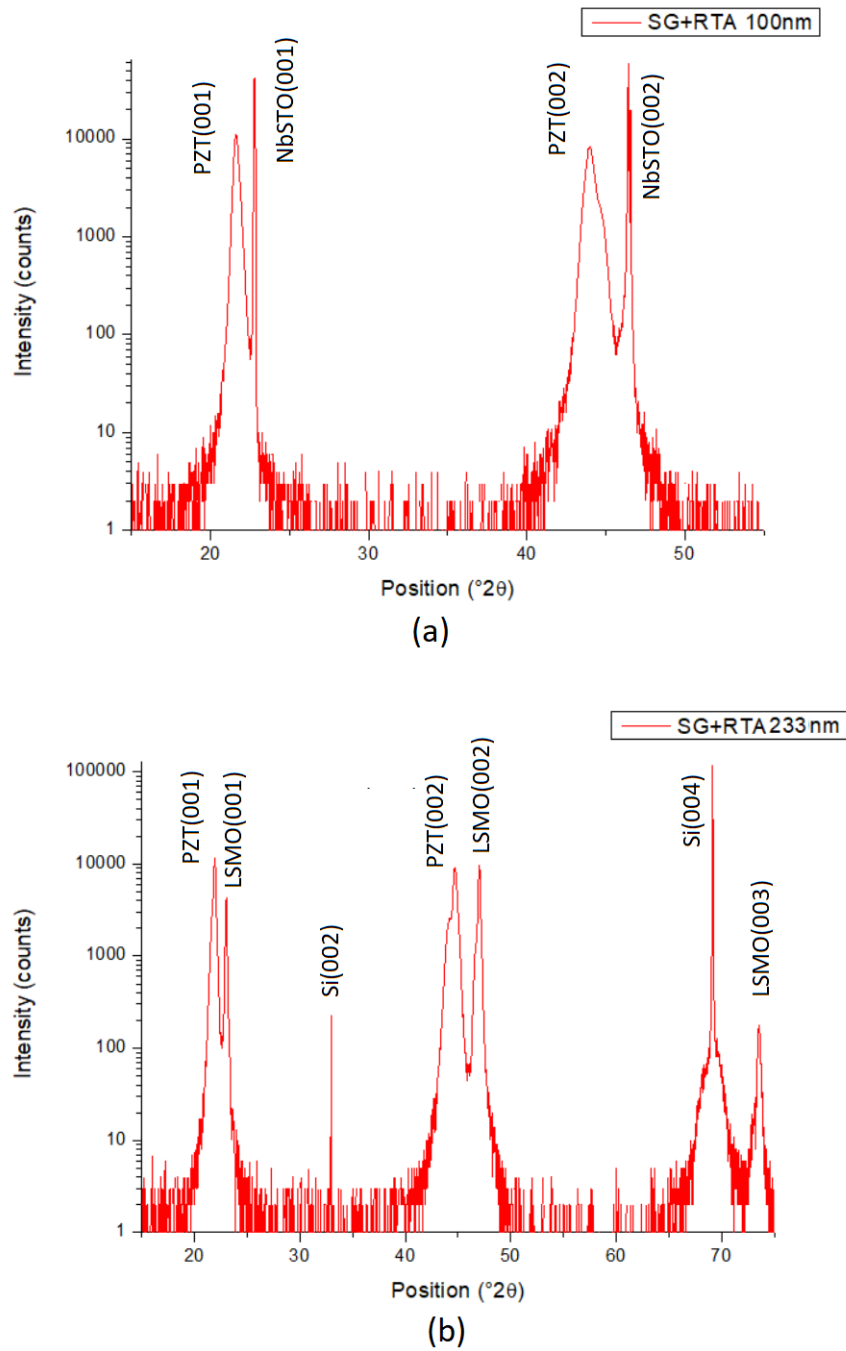 SG+RTA 100nm
PZT(001)
NbSTO(001)
PZT(002)
NbSTO(002)
Intensity (counts)
10000
1000
100
10
1
20
30
40
50
Position (°2θ)
(a)
SG+RTA 233nm
PZT(001)
LSMO(001)
Si(002)
PZT(002)
LSMO(002)
Si(004)
LSMO(003)
Intensity (counts)
100000
10000
1000
100
10
1
20
30
40
50
60
70
Position (°2θ)
(b)